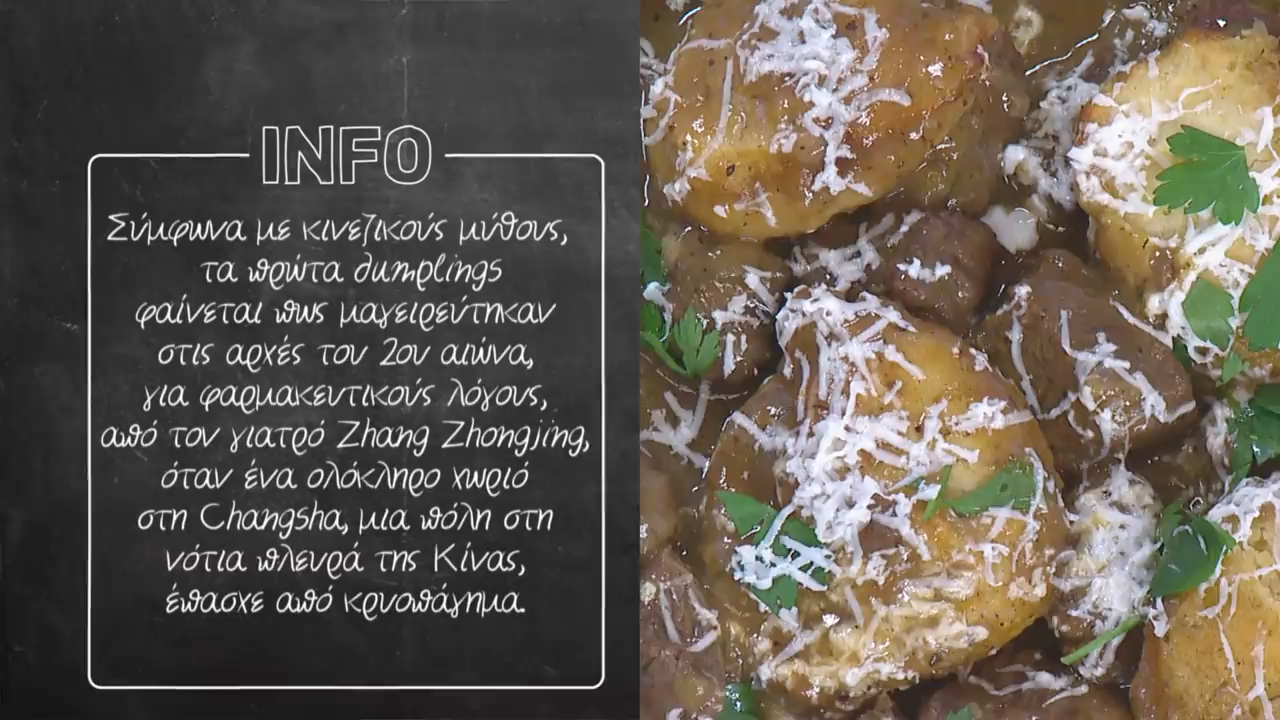 INFO
Σύμφωνα με κινεζικούς μύθους,
τα πρώτα dumplings
φαίνεται πως μαγειρεύτηκαν
στις αρχές του 2ου αιώνα,
για φαρμακευτικούς λόγους,
από τον γιατρό Zhang Zhongjing,
όταν ένα ολόκληρο χωριό
στη Changsha, μια πόλη στη
νότια πλευρά της Κίνας,
έπασχε από κρυοπάγημα.